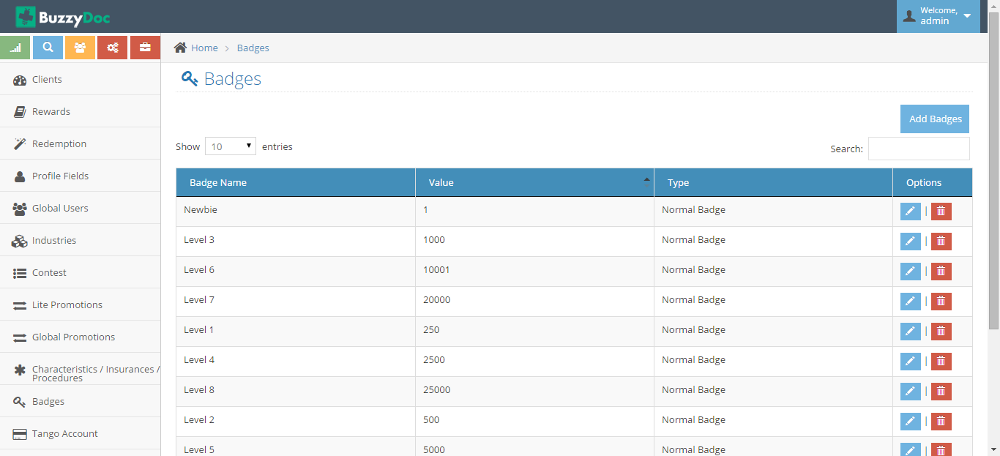 BuzzyDoc
Welcome,
admin
Home
Badges
Clients
Rewards
Redemption
Profile Fields
Global Users
Industries
Contest
Lite Promotions
Global Promotions
Characteristics / Insurances /
Procedures
Badges
Tango Account
Badges
Add Badges
Show 10 entries
Search:
Badge Name Value Type Options
Newbie 1 Normal Badge |
Level 3 1000 Normal Badge |
Level 6 10001 Normal Badge |
Level 7 20000 Normal Badge |
Level 1 250 Normal Badge |
Level 4 2500 Normal Badge |
Level 8 25000 Normal Badge |
Level 2 500 Normal Badge |
Level 5 5000 Normal Badge |